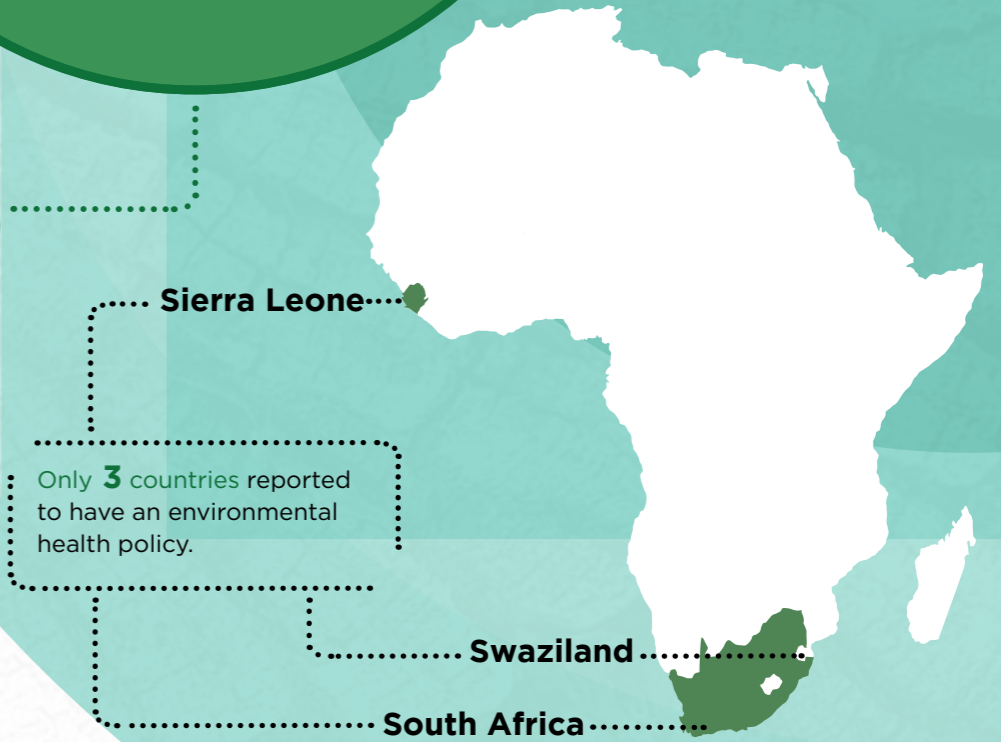 Sierra Leone
Only 3 countries reported
to have an environmental
health policy.
Swaziland
South Africa